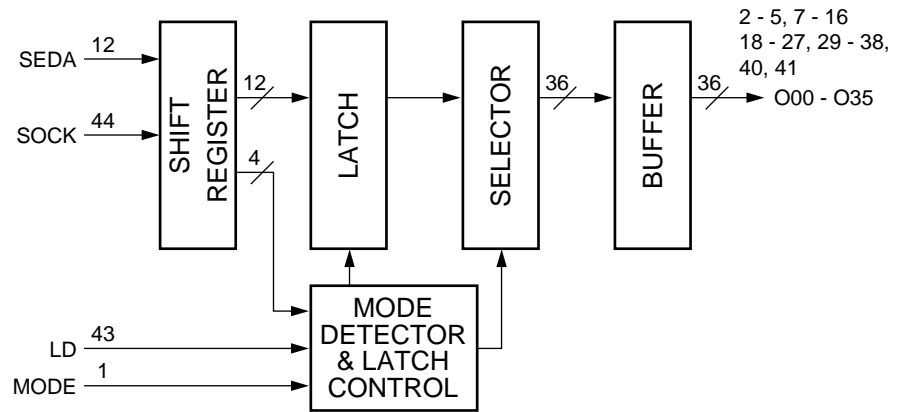 2 - 5, 7 - 16
18 - 27, 29 - 38,
40, 41
O00 - O35
SEDA
12
SOCK
44
SHIFT
REGISTER
12
4
LATCH
SELECTOR
36
BUFFER
36
MODE
DETECTOR
& LATCH
CONTROL
LD
43
MODE
1